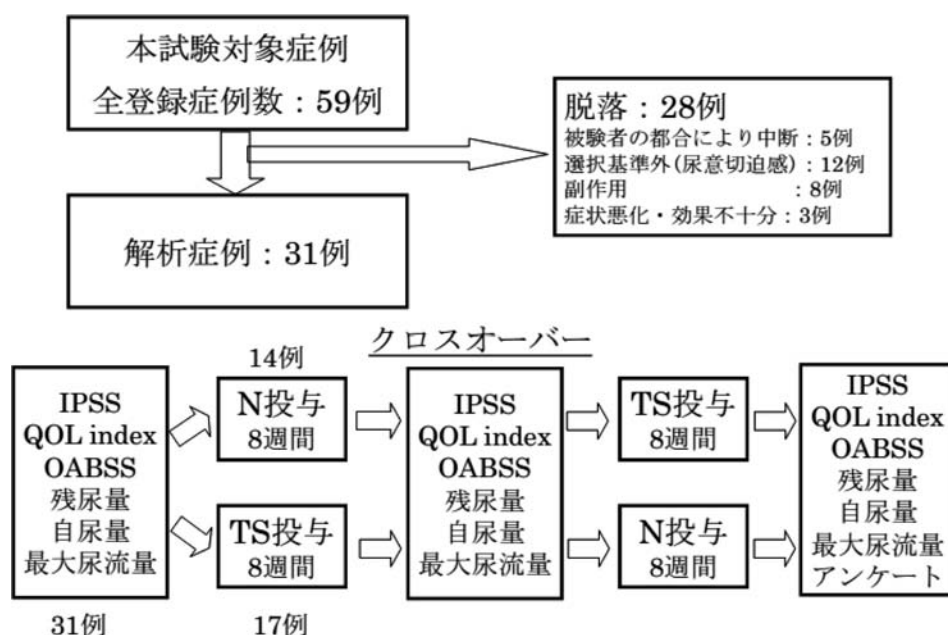 本試験対象症例
全登録症例数：59例
脱落：28例
被験者の都合により中断：5例
選択基準外(尿意切迫感)：12例
副作用　　　　　　　：8例
症状悪化・効果不十分：3例
解析症例：31例
クロスオーバー
IPSS
QOL index
OABSS
残尿量
自尿量
最大尿流量
31例
14例
N投与
8週間
TS投与
8週間
17例
IPSS
QOL index
OABSS
残尿量
自尿量
最大尿流量
TS投与
8週間
N投与
8週間
IPSS
QOL index
OABSS
残尿量
自尿量
最大尿流量
アンケート